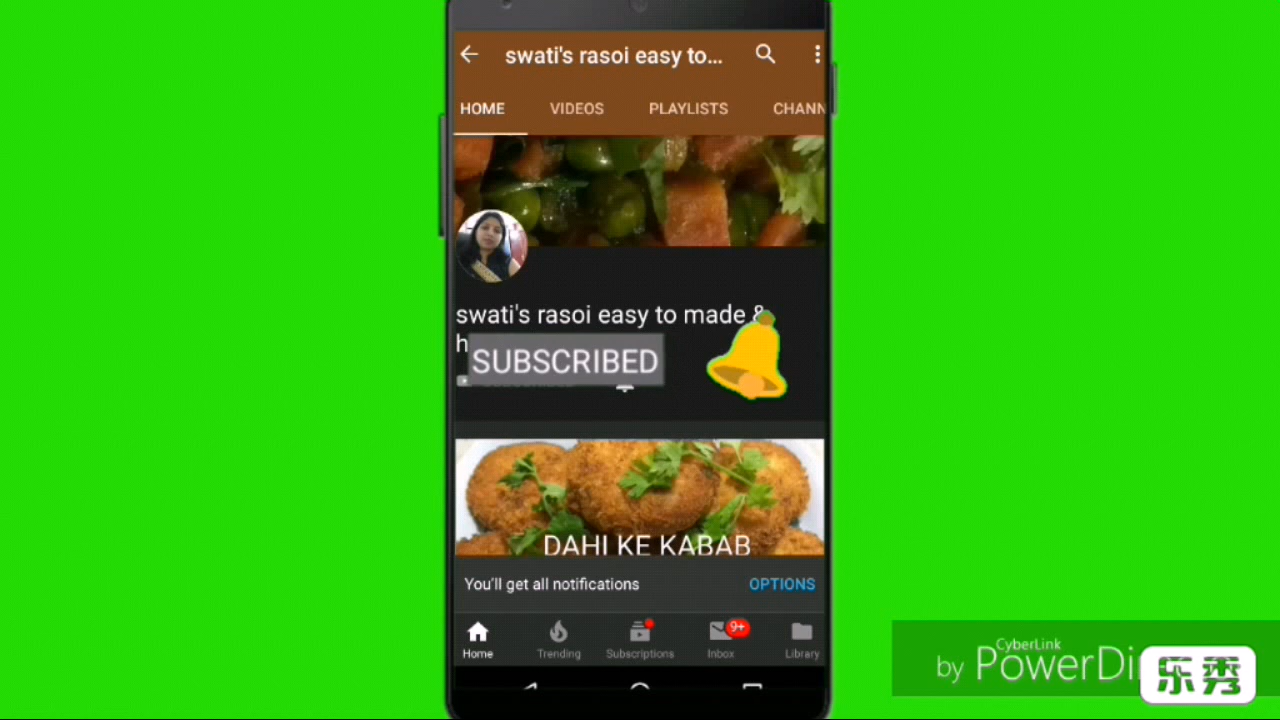 swati's rasoi easy to...
HOME VIDEOS PLAYLISTS CHANN
swati's rasoi easy to made &
h
SUBSCRIBED
DAHI KE KABAB
You'll get all notifications OPTIONS
9+
Home Trending Subscriptions Inbox Library
CyberLink
by PowerDi
乐秀